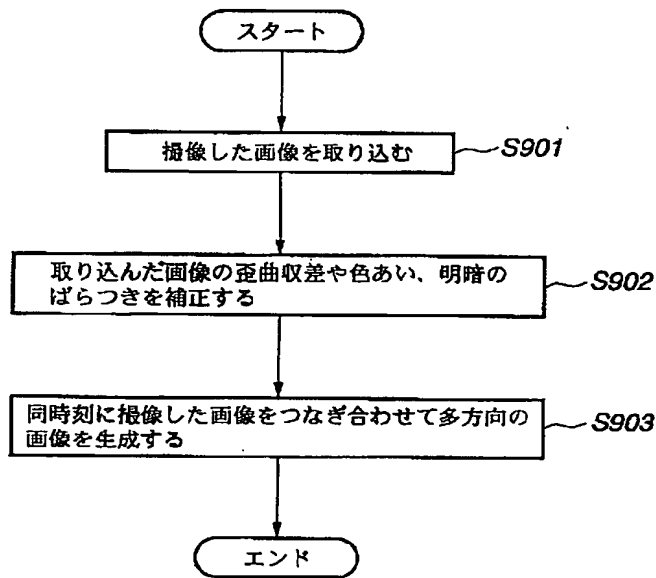 スタート
撮像した画像を取り込む
S901
取り込んだ画像の歪曲収差や色あい、明暗の
ばらつきを補正する
S902
同時刻に撮像した画像をつなぎ合わせて多方向の
画像を生成する
S903
エンド